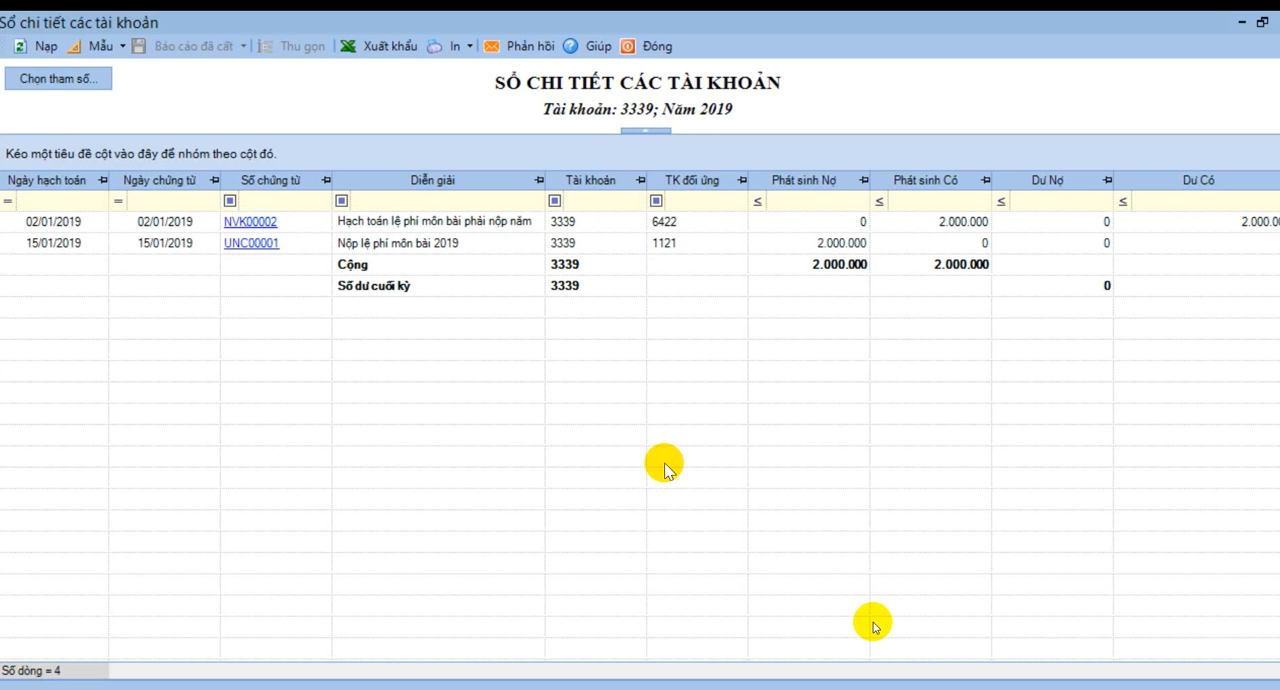 Sổ chi tiết các tài khoản
Nạp Mẫu Báo cáo đã cất Thu gọn Xuất khẩu In Phản hồi Giúp Đóng
Chọn tham số...
SỔ CHI TIẾT CÁC TÀI KHOẢN
Tài khoản: 3339; Năm 2019
Kéo một tiêu đề cột vào đây để nhóm theo cột đó.
Ngày hạch toán Ngày chứng từ Số chứng từ Diễn giải Tài khoản TK đối ứng Phát sinh Nợ Phát sinh Có Dư Nợ Dư Có
= = ≤ ≤ ≤ ≤
02/01/2019 02/01/2019 NVK00002 Hạch toán lệ phí môn bài phải nộp năm 3339 6422 0 2.000.000 0
15/01/2019 15/01/2019 UNC00001 Nộp lệ phí môn bài 2019 3339 1121 2.000.000 0 0
Cộng 3339 2.000.000 2.000.000
Số dư cuối kỳ 3339 0
Số dòng = 4